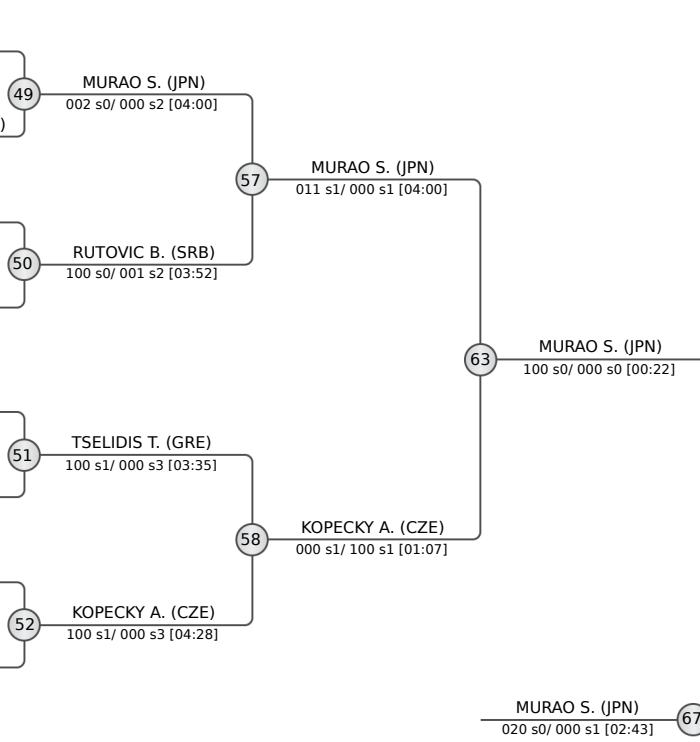 49
MURAO S. (JPN)
002 s0/ 000 s2 [04:00]
)
57
MURAO S. (JPN)
011 s1/ 000 s1 [04:00]
50
RUTOVIC B. (SRB)
100 s0/ 001 s2 [03:52]
63
MURAO S. (JPN)
100 s0/ 000 s0 [00:22]
51
TSELIDIS T. (GRE)
100 s1/ 000 s3 [03:35]
58
KOPECKY A. (CZE)
000 s1/ 100 s1 [01:07]
52
KOPECKY A. (CZE)
100 s1/ 000 s3 [04:28]
MURAO S. (JPN)
020 s0/ 000 s1 [02:43]
67